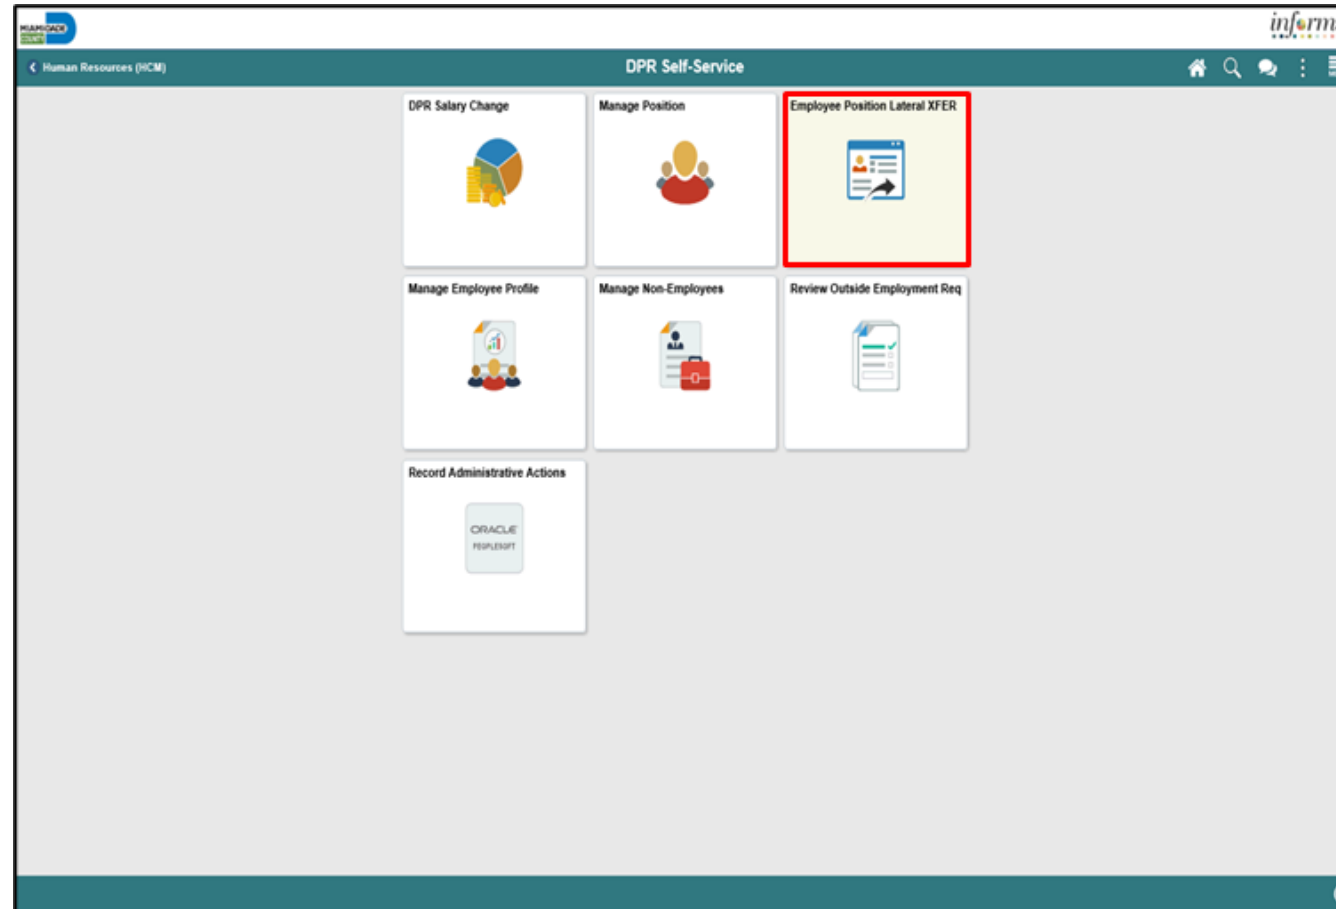 MIAMI-DADE
COUNTY
inform
Human Resources (HCM)
DPR Self-Service
DPR Salary Change
Manage Position
Employee Position Lateral XFER
Manage Employee Profile
Manage Non-Employees
Review Outside Employment Req
Record Administrative Actions
ORACLE
PEOPLESOFT